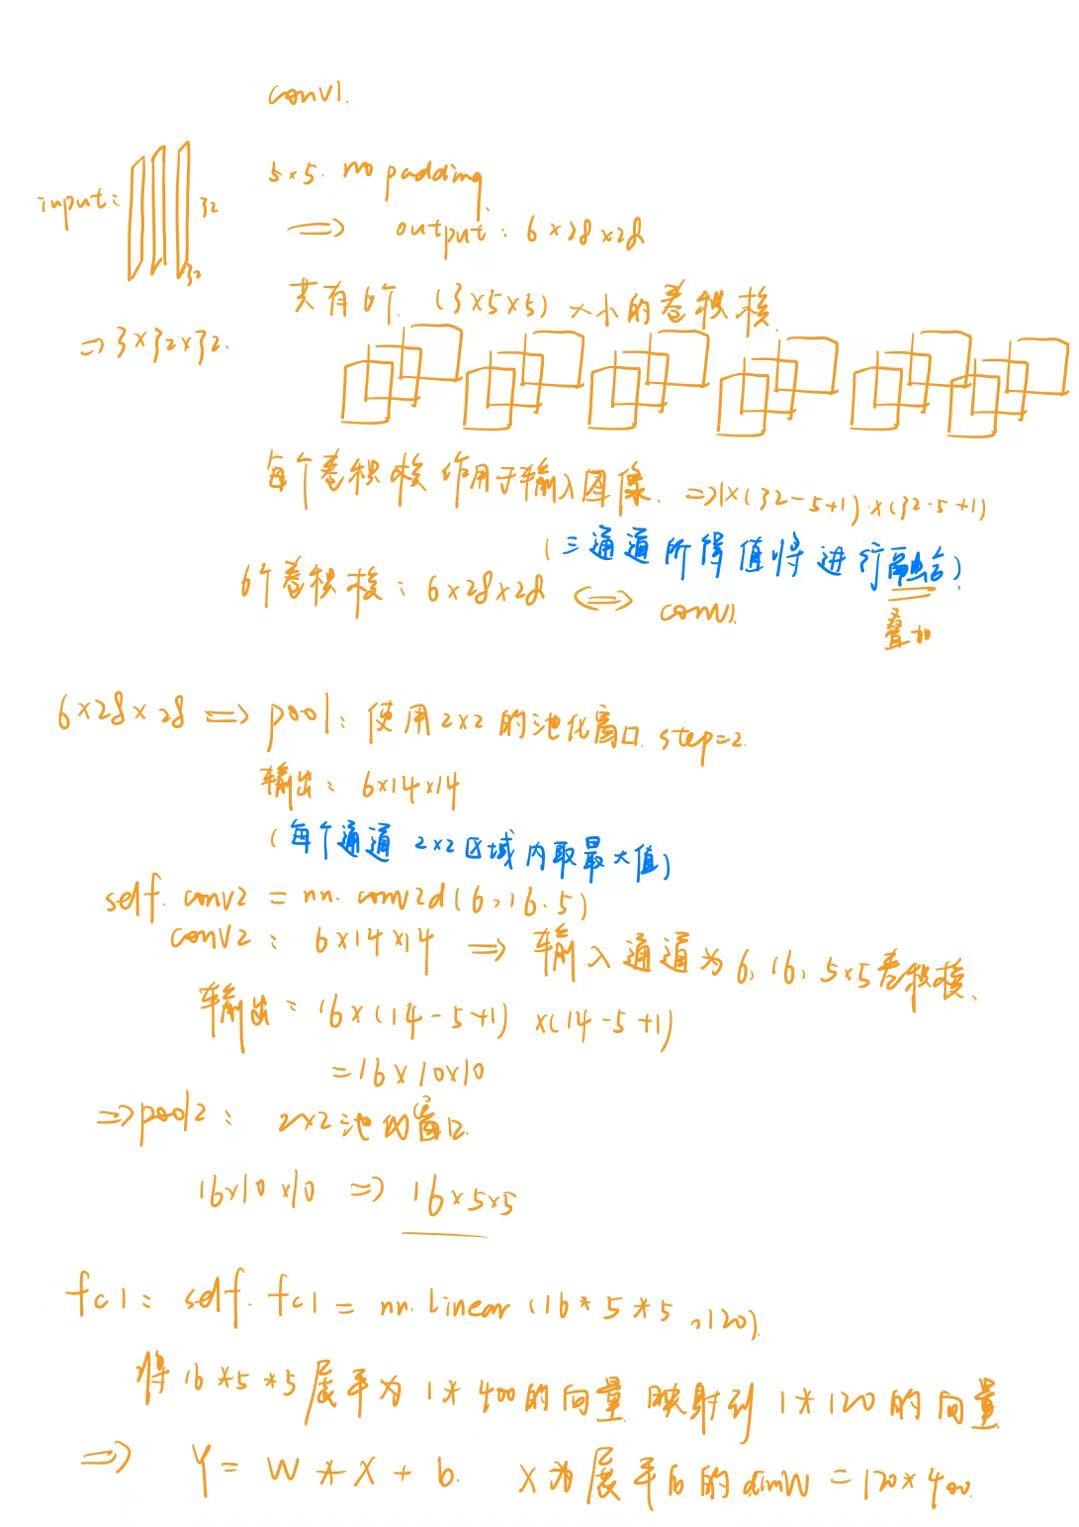 conv1.
5×5. no padding
input: 32
⇒ output: 6×28×28
32
共有6个 (3×5×5) 大小的卷积核
⇒ 3×32×32.
每个卷积核作用于输入图像. ⇒ 1×(32-5+1)×(32-5+1)
(三通道所得值将进行融合)
6个卷积核: 6×28×28 ⇔ conv1.
叠加
6×28×28 ⇒ pool: 使用2×2的池化窗口. step=2
输出: 6×14×14
(每个通道 2×2区域内取最大值)
self. conv2 = nn. conv2d(6, 16. 5)
conv2: 6×14×14 ⇒ 输入通道为6, 16, 5×5卷积核、
输出: 16×(14-5+1)×(14-5+1)
=16×10×10
⇒pool2: 2×2池化窗口
16×10×10 ⇒ 16×5×5
fc1: self. fc1 = nn. Linear (16*5*5, 120)
将16*5*5展平为1*400的向量 映射到1*120的向量
⇒ Y = W*X + b. X为展平后的 dimW = 120×400